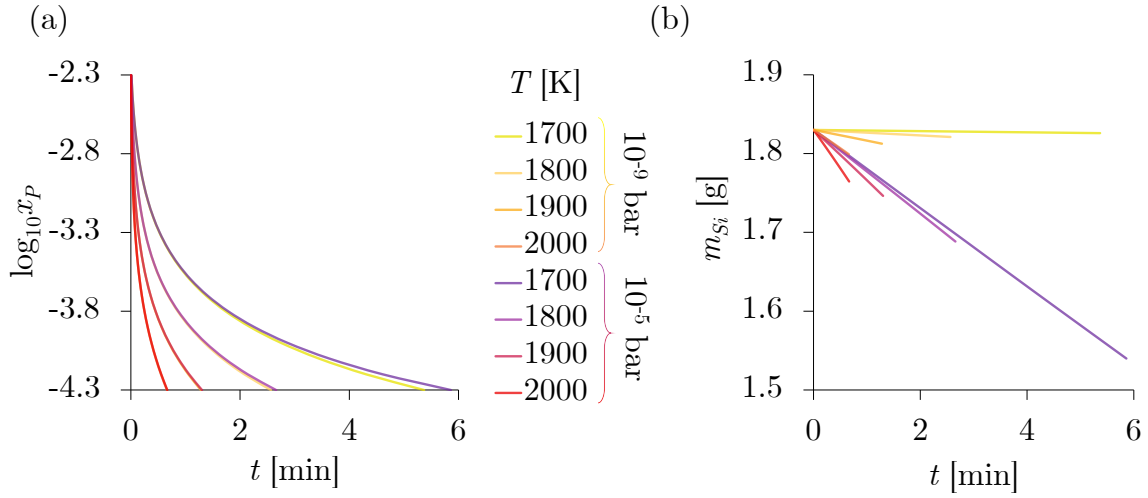 (a)
-2.3
-2.8
-3.3
-3.8
-4.3
log₁₀x_P
0
2
4
6
t [min]
T [K]
1700
1800
1900
2000
10⁻⁹ bar
1700
1800
1900
2000
10⁻⁵ bar
(b)
1.9
1.8
1.7
1.6
1.5
m_Si [g]
0
2
4
6
t [min]